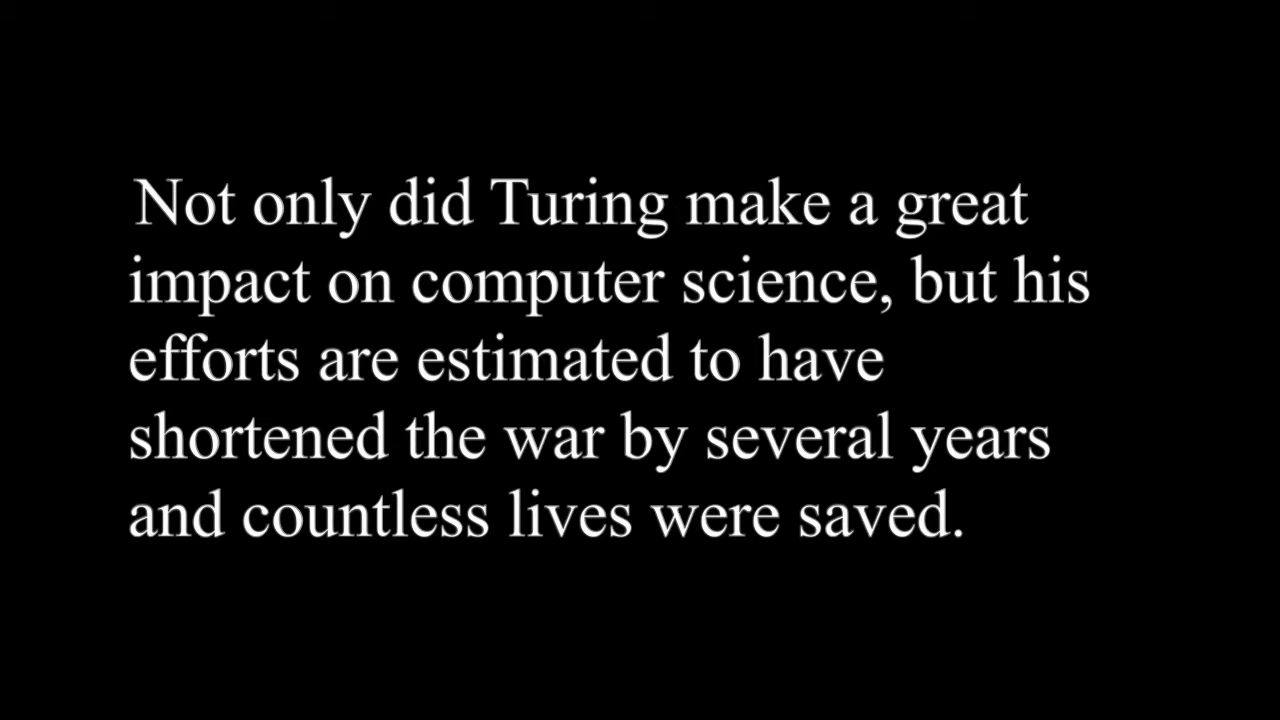 Not only did Turing make a great
impact on computer science, but his
efforts are estimated to have
shortened the war by several years
and countless lives were saved.